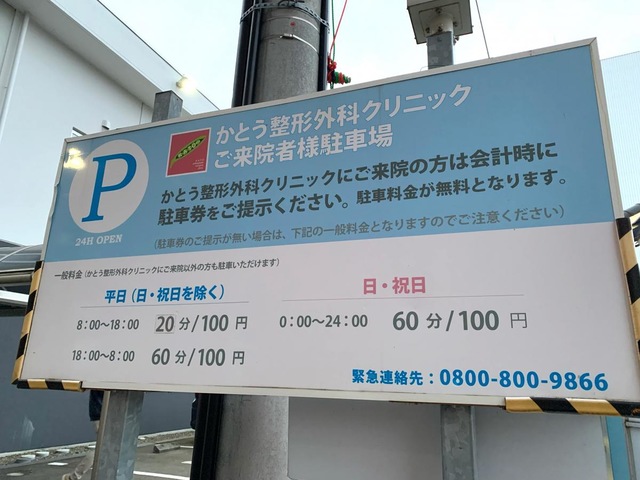 かとう整形外科クリニック
ご来院者様駐車場
P
24H OPEN
かとう整形外科クリニックにご来院の方は会計時に
駐車券をご提示ください。駐車料金が無料となります。
(駐車券のご提示が無い場合は、下記の一般料金となりますのでご注意ください)
一般料金(かとう整形外科クリニックにご来院以外の方も駐車いただけます)
平日(日・祝日を除く)
8:00〜18:00 20分/100円
18:00〜8:00 60分/100円
日・祝日
0:00〜24:00 60分/100円
緊急連絡先:0800-800-9866